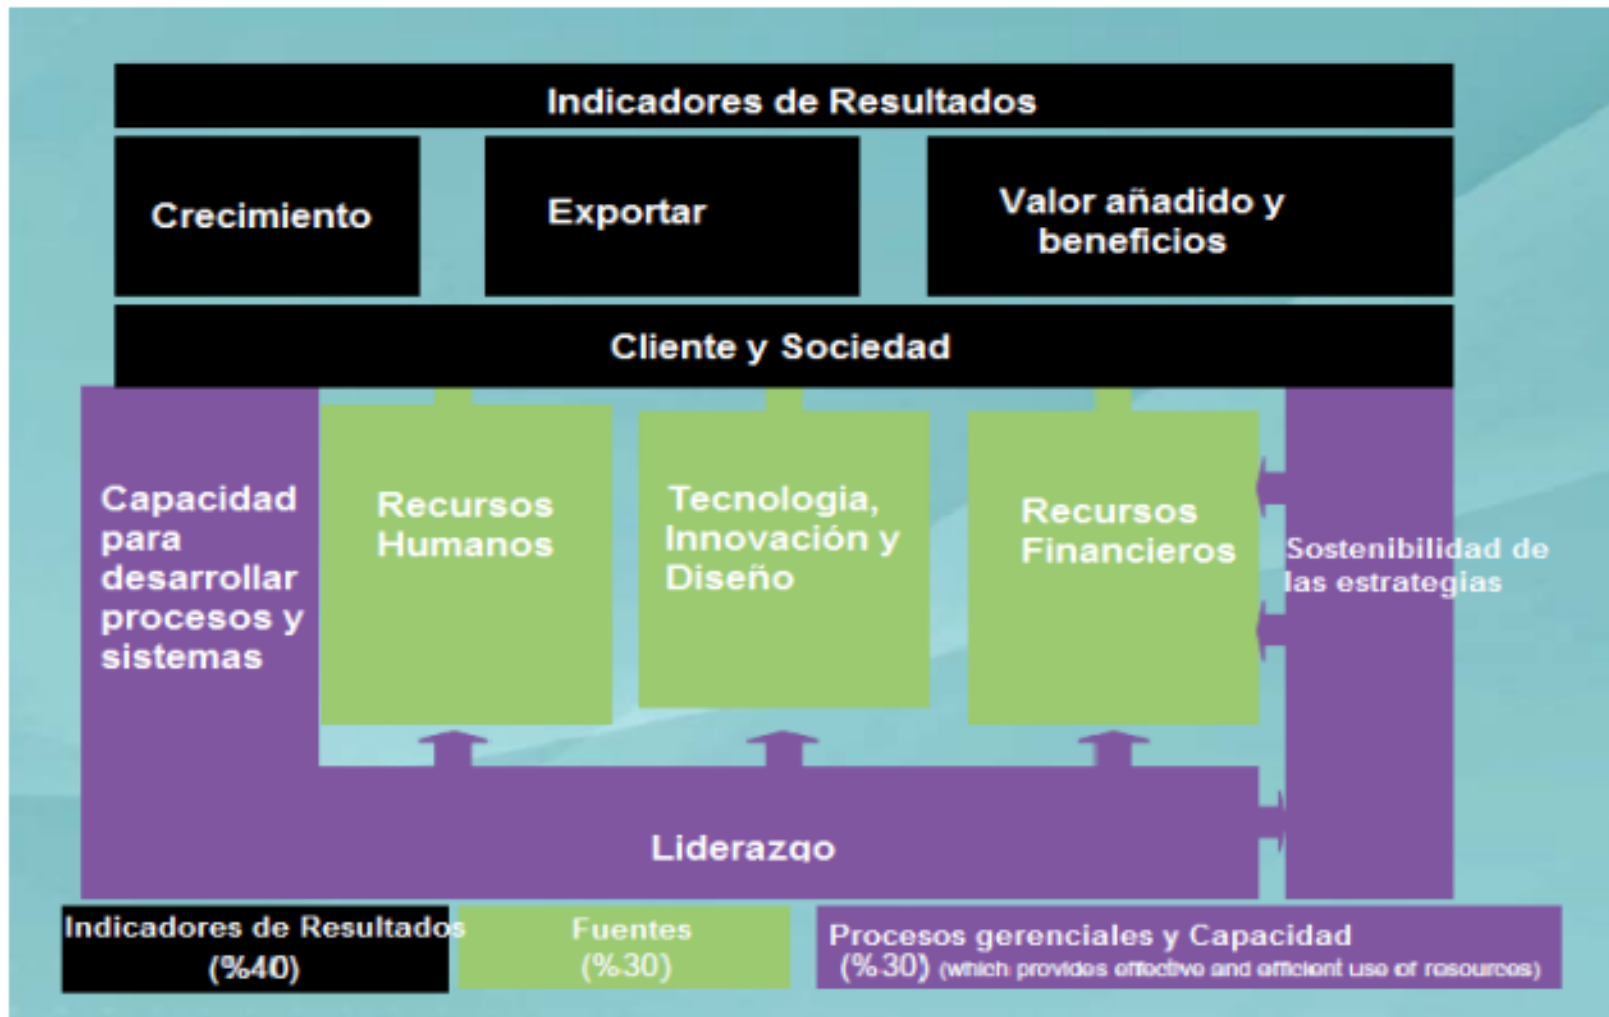 Indicadores de Resultados
Crecimiento
Exportar
Valor añadido y
beneficios
Cliente y Sociedad
Capacidad
para
desarrollar
procesos y
sistemas
Recursos
Humanos
Tecnologia,
Innovación y
Diseño
Recursos
Financieros
Sostenibilidad de
las estrategias
Liderazgo
Indicadores de Resultados
(%40)
Fuentes
(%30)
Procesos gerenciales y Capacidad
(%30) (which provides effective and efficient use of resources)